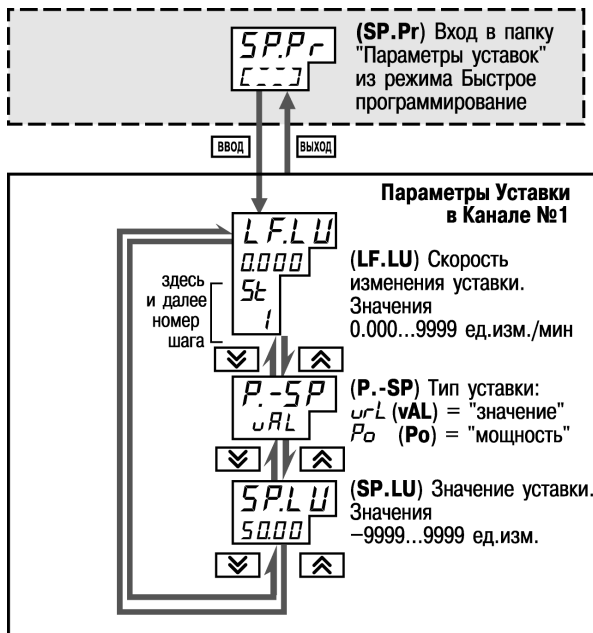 SP.Pr
[---]
(SP.Pr) Вход в папку
"Параметры уставок"
из режима Быстрое
программирование
ВВОД
ВЫХОД
Параметры Уставки
в Канале №1
LF.LU
0.000
St
1
здесь
и далее
номер
шага
(LF.LU) Скорость
изменения уставки.
Значения
0.000...9999 ед.изм./мин
P.-SP
vAL
(P.-SP) Тип уставки:
vrL (vAL) = "значение"
Po (Po) = "мощность"
SP.LU
50.00
(SP.LU) Значение уставки.
Значения
−9999...9999 ед.изм.